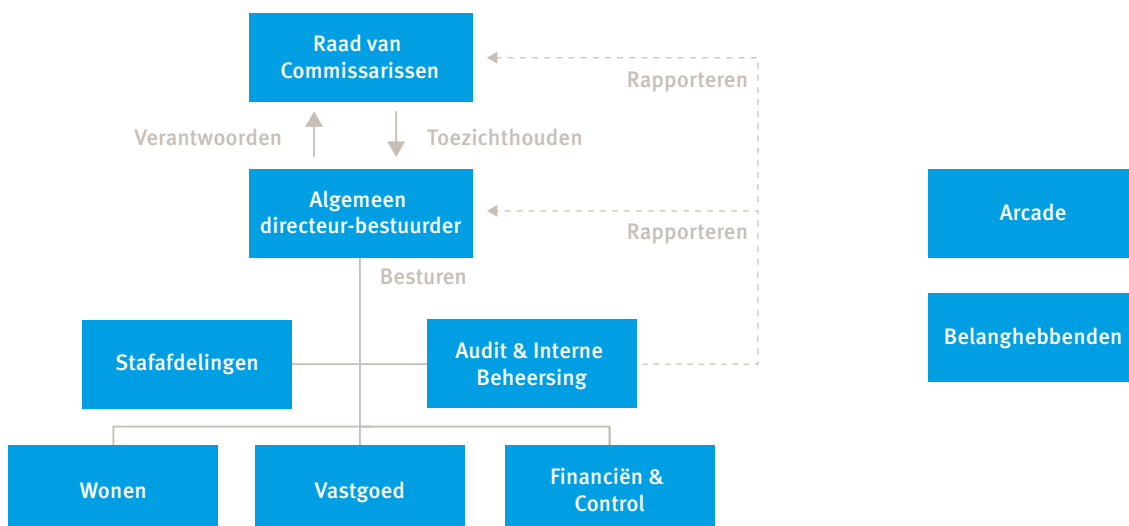 Raad van
Commissarissen
Rapporteren
Verantwoorden
Toezichthouden
Algemeen
directeur-bestuurder
Arcade
Rapporteren
Besturen
Belanghebbenden
Stafafdelingen
Audit & Interne
Beheersing
Wonen
Vastgoed
Financiën &
Control